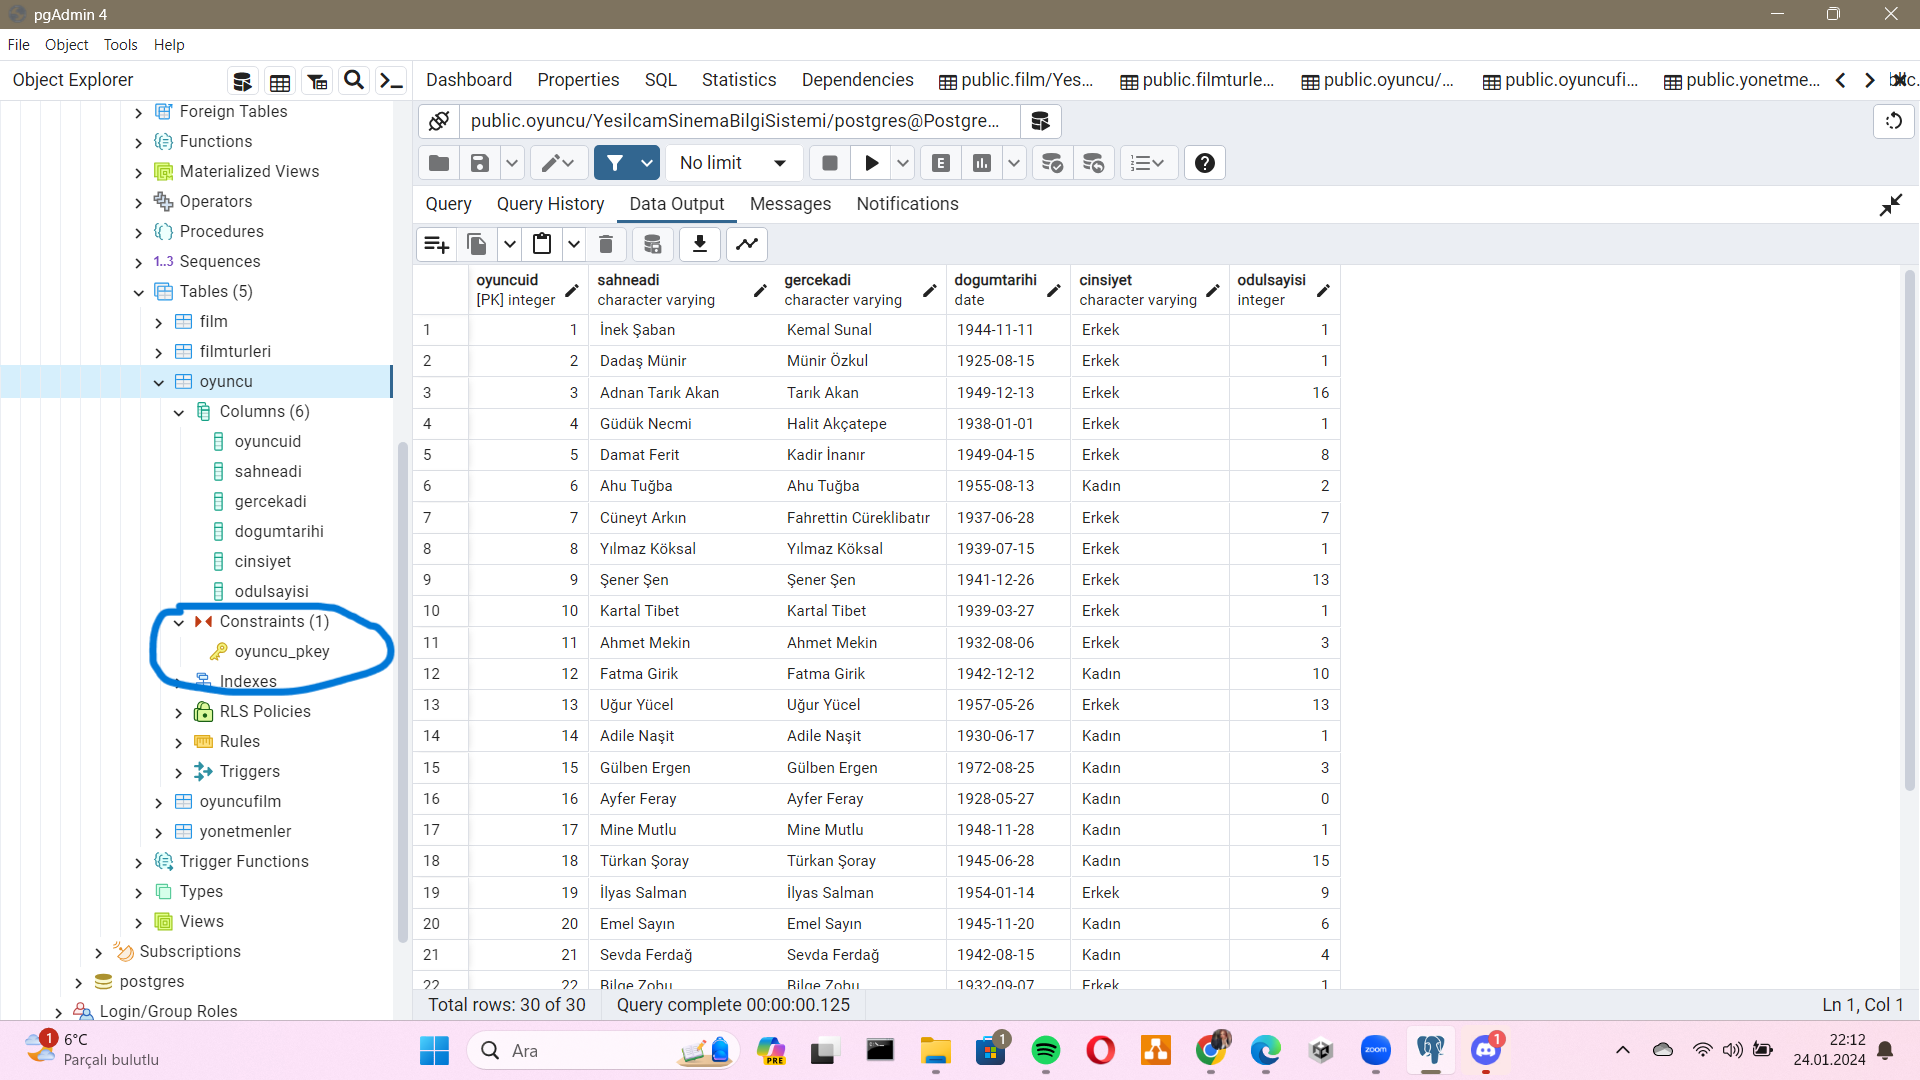 pgAdmin 4
File Object Tools Help
Object Explorer
Dashboard Properties SQL Statistics Dependencies public.film/Yes... public.filmturle... public.oyuncu/... public.oyuncufi... public.yonetme...
Foreign Tables
Functions
Materialized Views
Operators
Procedures
1..3 Sequences
Tables (5)
film
filmturleri
oyuncu
Columns (6)
oyuncuid
sahneadi
gercekadi
dogumtarihi
cinsiyet
odulsayisi
Constraints (1)
oyuncu_pkey
Indexes
RLS Policies
Rules
Triggers
oyuncufilm
yonetmenler
Trigger Functions
Types
Views
Subscriptions
postgres
Login/Group Roles
public.oyuncu/YesilcamSinemaBilgiSistemi/postgres@Postgre...
No limit
E
Query Query History Data Output Messages Notifications
oyuncuid sahneadi gercekadi dogumtarihi cinsiyet odulsayisi
[PK] integer character varying character varying date character varying integer
1 1 İnek Şaban Kemal Sunal 1944-11-11 Erkek 1
2 2 Dadaş Münir Münir Özkul 1925-08-15 Erkek 1
3 3 Adnan Tarık Akan Tarık Akan 1949-12-13 Erkek 16
4 4 Güdük Necmi Halit Akçatepe 1938-01-01 Erkek 1
5 5 Damat Ferit Kadir İnanır 1949-04-15 Erkek 8
6 6 Ahu Tuğba Ahu Tuğba 1955-08-13 Kadın 2
7 7 Cüneyt Arkın Fahrettin Cüreklibatır 1937-06-28 Erkek 7
8 8 Yılmaz Köksal Yılmaz Köksal 1939-07-15 Erkek 1
9 9 Şener Şen Şener Şen 1941-12-26 Erkek 13
10 10 Kartal Tibet Kartal Tibet 1939-03-27 Erkek 1
11 11 Ahmet Mekin Ahmet Mekin 1932-08-06 Erkek 3
12 12 Fatma Girik Fatma Girik 1942-12-12 Kadın 10
13 13 Uğur Yücel Uğur Yücel 1957-05-26 Erkek 13
14 14 Adile Naşit Adile Naşit 1930-06-17 Kadın 1
15 15 Gülben Ergen Gülben Ergen 1972-08-25 Kadın 3
16 16 Ayfer Feray Ayfer Feray 1928-05-27 Kadın 0
17 17 Mine Mutlu Mine Mutlu 1948-11-28 Kadın 1
18 18 Türkan Şoray Türkan Şoray 1945-06-28 Kadın 15
19 19 İlyas Salman İlyas Salman 1954-01-14 Erkek 9
20 20 Emel Sayın Emel Sayın 1945-11-20 Kadın 6
21 21 Sevda Ferdağ Sevda Ferdağ 1942-08-15 Kadın 4
22 22 Bilge Zobu Bilge Zobu 1932-09-07 Erkek 1
Total rows: 30 of 30 Query complete 00:00:00.125 Ln 1, Col 1
1 6°C
Parçalı bulutlu
Ara
PRE
1
zoom
1
22:12
24.01.2024